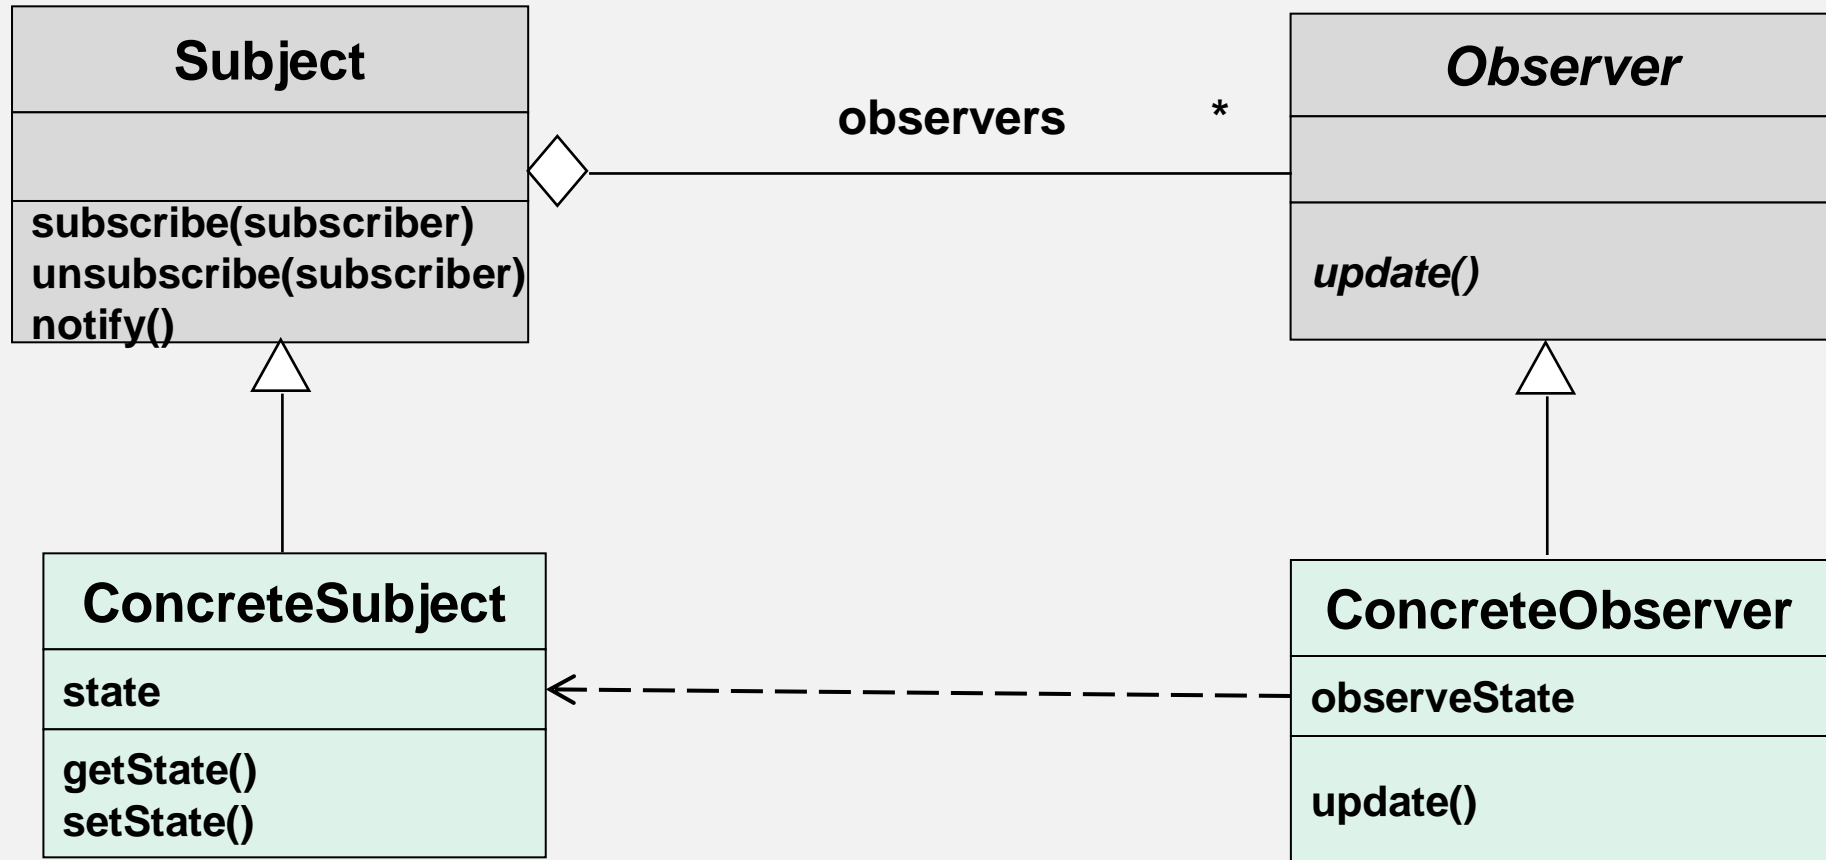 Subject
subscribe(subscriber)
unsubscribe(subscriber)
notify()
observers *
Observer
update()
ConcreteSubject
state
getState()
setState()
ConcreteObserver
observeState
update()